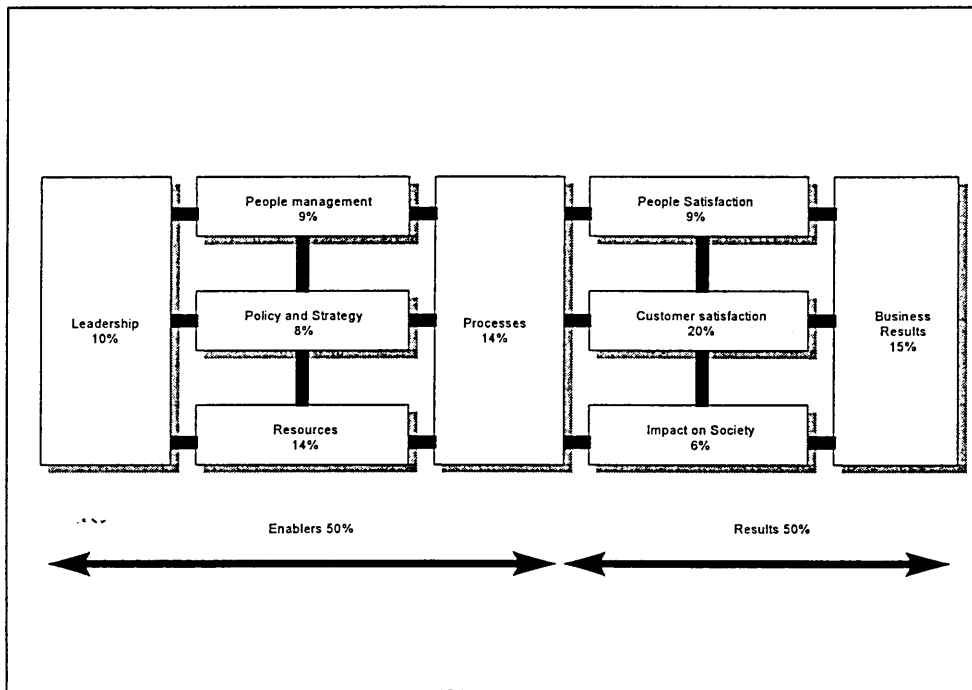 Leadership
10%
People management
9%
Policy and Strategy
8%
Resources
14%
Processes
14%
People Satisfaction
9%
Customer satisfaction
20%
Impact on Society
6%
Business
Results
15%
Enablers 50%
Results 50%